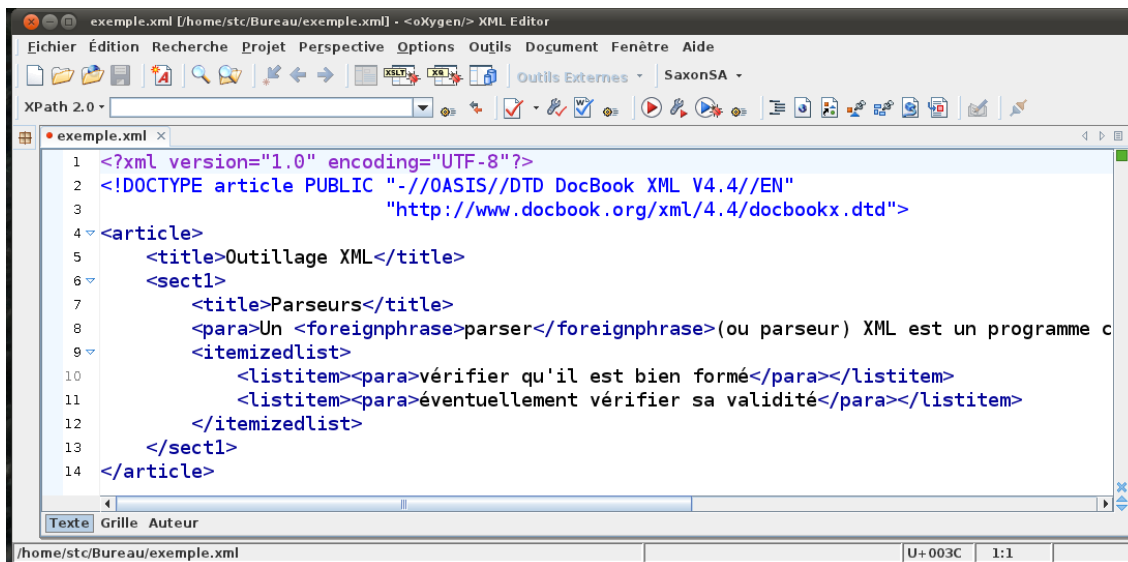 exemple.xml [/home/stc/Bureau/exemple.xml] - <oXygen/> XML Editor
Fichier Édition Recherche Projet Perspective Options Outils Document Fenêtre Aide
Outils Externes SaxonSA
XPath 2.0
exemple.xml
1 <?xml version="1.0" encoding="UTF-8"?>
2 <!DOCTYPE article PUBLIC "-//OASIS//DTD DocBook XML V4.4//EN"
3 "http://www.docbook.org/xml/4.4/docbookx.dtd">
4 <article>
5 <title>Outillage XML</title>
6 <sect1>
7 <title>Parseurs</title>
8 <para>Un <foreignphrase>parser</foreignphrase>(ou parseur) XML est un programme c
9 <itemizedlist>
10 <listitem><para>vérifier qu'il est bien formé</para></listitem>
11 <listitem><para>éventuellement vérifier sa validité</para></listitem>
12 </itemizedlist>
13 </sect1>
14 </article>
Texte Grille Auteur
/home/stc/Bureau/exemple.xml U+003C 1:1